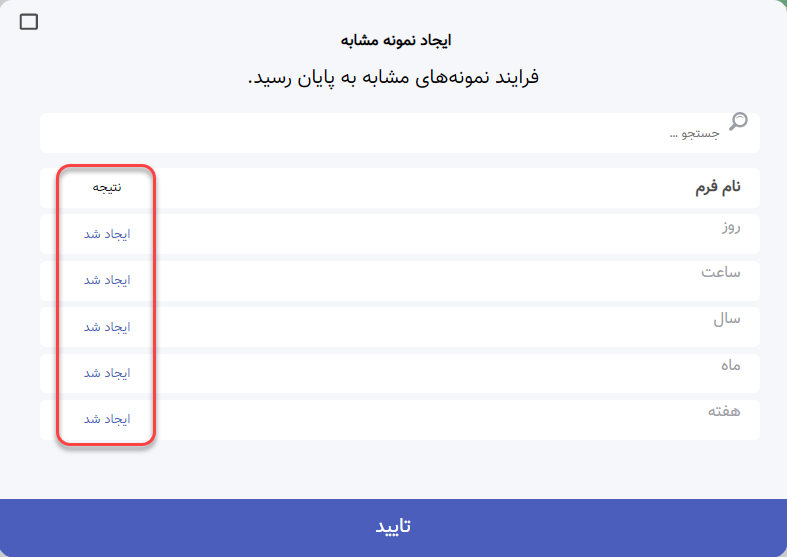 ایجاد نمونه مشابه
فرایند نمونه‌های مشابه به پایان رسید.
جستجو ...
نام فرم نتیجه
روز ایجاد شد
ساعت ایجاد شد
سال ایجاد شد
ماه ایجاد شد
هفته ایجاد شد
تایید